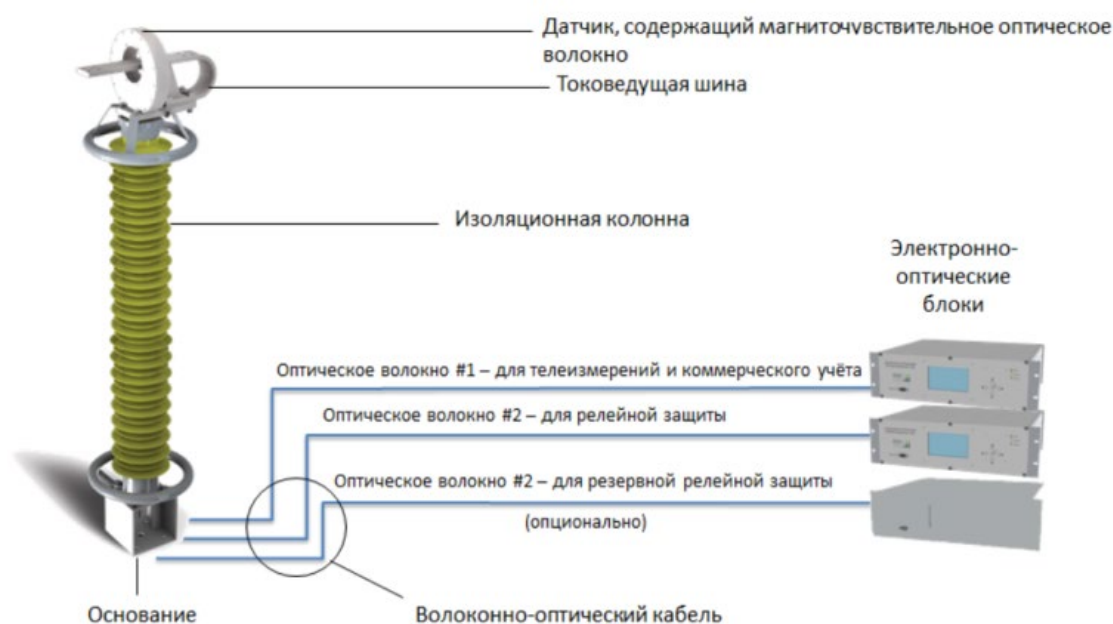 Датчик, содержащий магниточувствительное оптическое
волокно
Токоведущая шина
Изоляционная колонна
Электронно-
оптические
блоки
Оптическое волокно #1 – для телеизмерений и коммерческого учёта
Оптическое волокно #2 – для релейной защиты
Оптическое волокно #2 – для резервной релейной защиты
(опционально)
Основание
Волоконно-оптический кабель